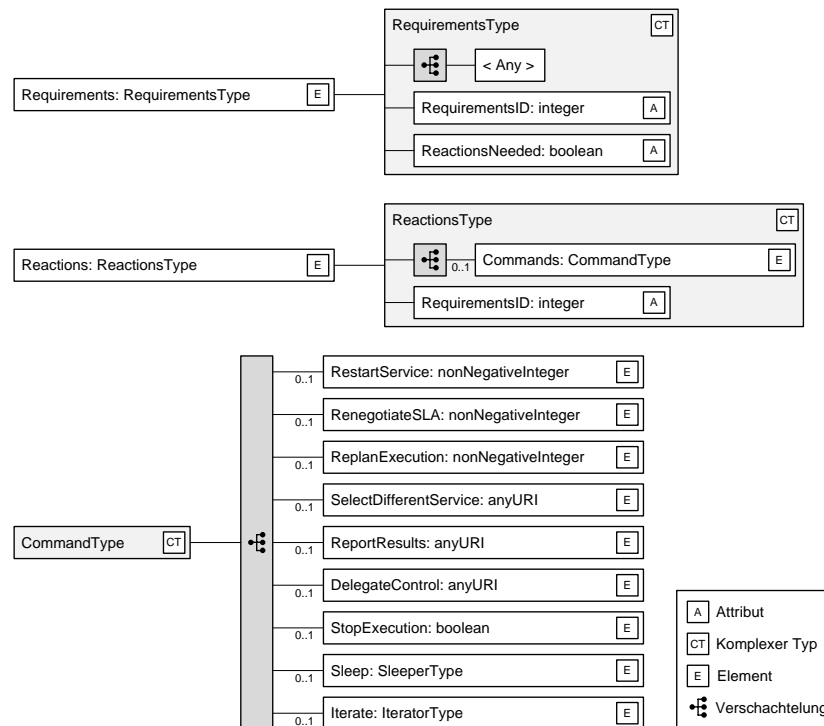 RequirementsType CT
< Any >
Requirements: RequirementsType E
RequirementsID: integer A
ReactionsNeeded: boolean A
ReactionsType CT
Reactions: ReactionsType E
0..1 Commands: CommandType E
RequirementsID: integer A
0..1 RestartService: nonNegativeInteger E
0..1 RenegotiateSLA: nonNegativeInteger E
0..1 ReplanExecution: nonNegativeInteger E
0..1 SelectDifferentService: anyURI E
CommandType CT
0..1 ReportResults: anyURI E
0..1 DelegateControl: anyURI E
0..1 StopExecution: boolean E
0..1 Sleep: SleeperType E
0..1 Iterate: IteratorType E
A Attribut
CT Komplexer Typ
E Element
Verschachtelung